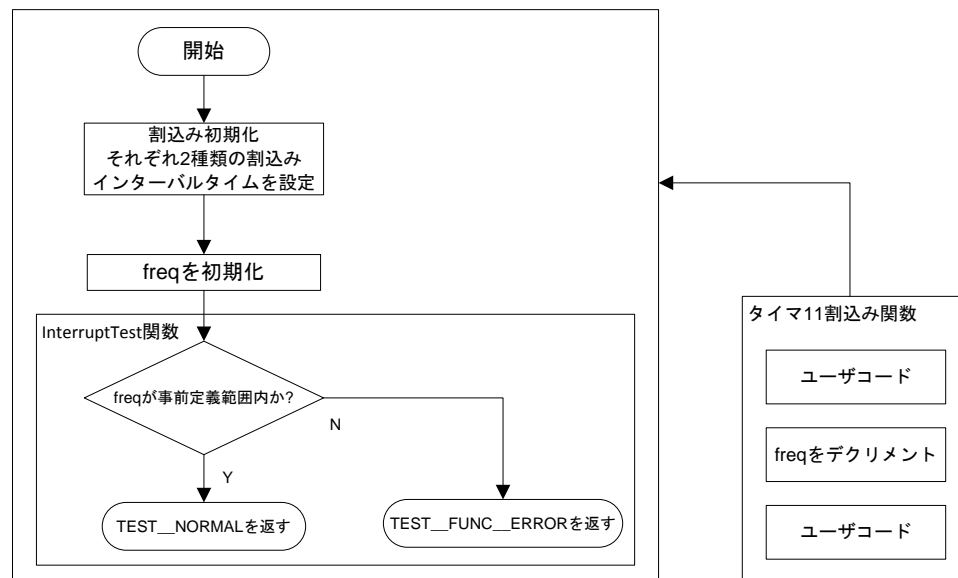 開始
割込み初期化
それぞれ2種類の割込み
インターバルタイムを設定
freqを初期化
InterruptTest関数
freqが事前定義範囲内か?
N
Y
TEST__NORMALを返す
TEST__FUNC__ERRORを返す
タイマ11割込み関数
ユーザコード
freqをデクリメント
ユーザコード